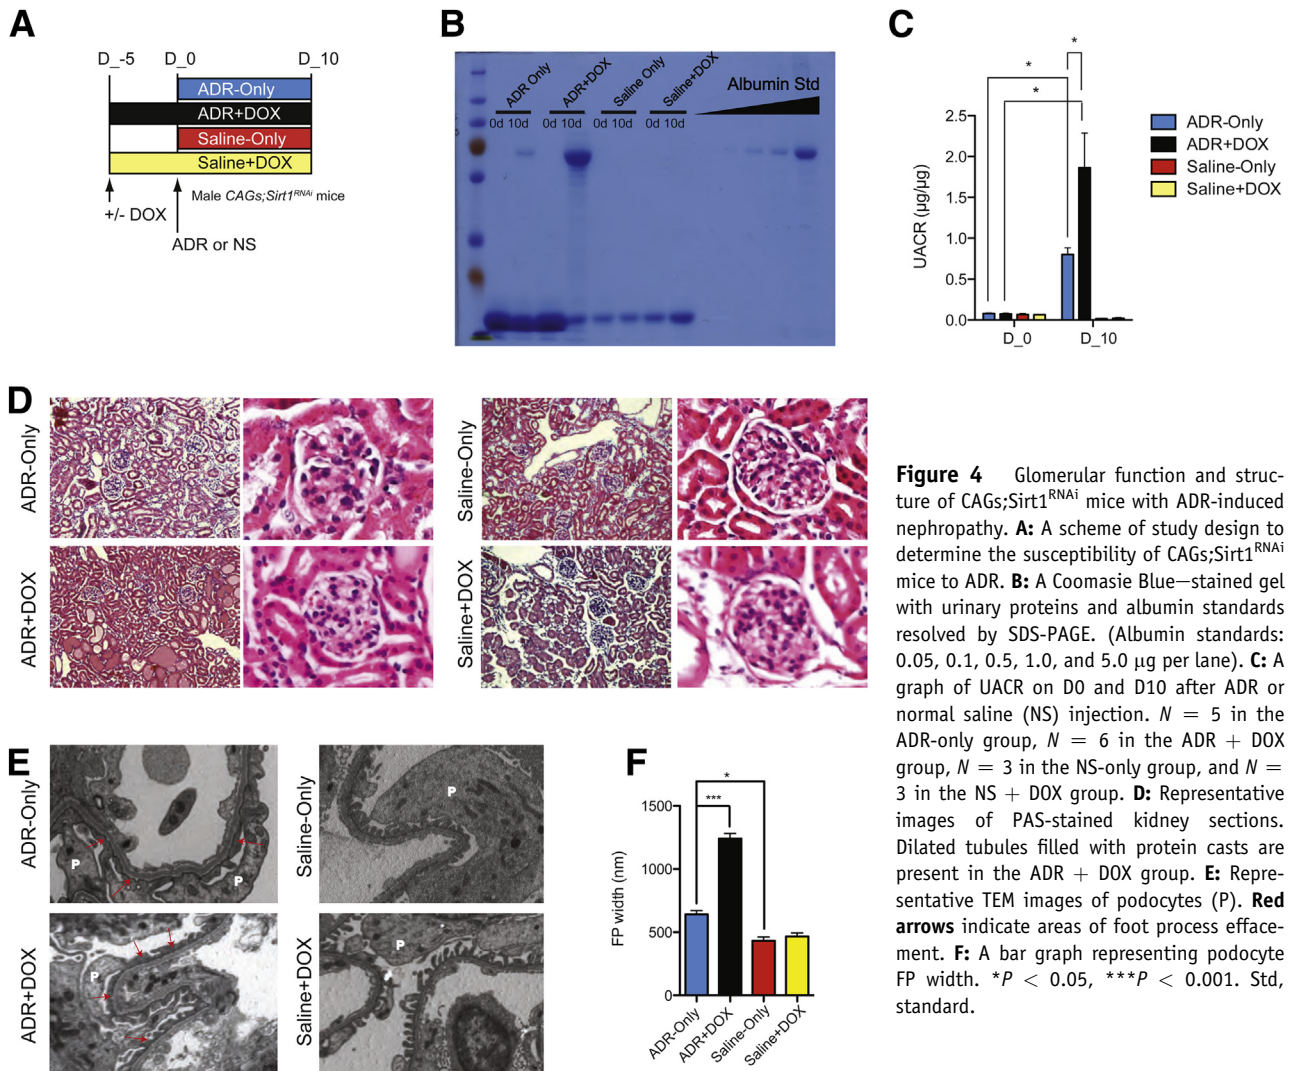 A
D_-5 D_0 D_10
ADR-Only
ADR+DOX
Saline-Only
Saline+DOX
Male CAGs;Sirt1^RNAi mice
+/- DOX
ADR or NS
B
ADR Only
ADR+DOX
Saline Only
Saline+DOX
Albumin Std
0d 10d 0d 10d 0d 10d 0d 10d
C
*
*
*
UACR (µg/µg)
2.5
2.0
1.5
1.0
0.5
0.0
D_0 D_10
ADR-Only
ADR+DOX
Saline-Only
Saline+DOX
D
ADR-Only
Saline-Only
ADR+DOX
Saline+DOX
E
ADR-Only
P
P
Saline-Only
P
ADR+DOX
P
Saline+DOX
P
F
*
***
FP width (nm)
1500
1000
500
0
ADR-Only
ADR+DOX
Saline-Only
Saline+DOX
Figure 4 Glomerular function and struc-
ture of CAGs;Sirt1^RNAi mice with ADR-induced
nephropathy. A: A scheme of study design to
determine the susceptibility of CAGs;Sirt1^RNAi
mice to ADR. B: A Coomasie Blue—stained gel
with urinary proteins and albumin standards
resolved by SDS-PAGE. (Albumin standards:
0.05, 0.1, 0.5, 1.0, and 5.0 µg per lane). C: A
graph of UACR on D0 and D10 after ADR or
normal saline (NS) injection. N = 5 in the
ADR-only group, N = 6 in the ADR + DOX
group, N = 3 in the NS-only group, and N =
3 in the NS + DOX group. D: Representative
images of PAS-stained kidney sections.
Dilated tubules filled with protein casts are
present in the ADR + DOX group. E: Repre-
sentative TEM images of podocytes (P). Red
arrows indicate areas of foot process efface-
ment. F: A bar graph representing podocyte
FP width. *P < 0.05, ***P < 0.001. Std,
standard.